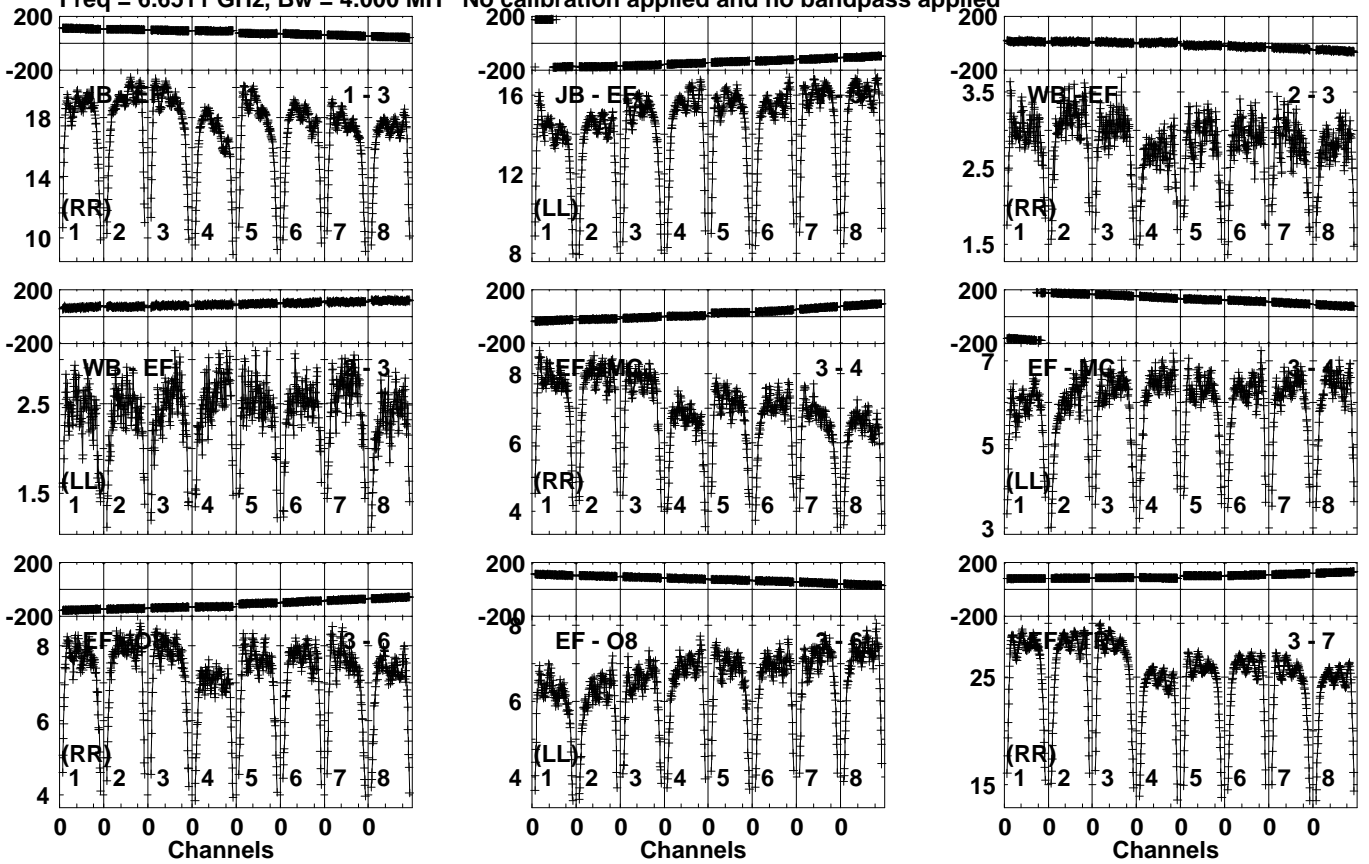 No calibration applied and no bandpass applied
200 200 200
-200 -200 -200
JB - EF 1 - 3 JB - EF WB - EF 2 - 3
18 16 3.5
14 12 2.5
(RR) (LL) (RR)
10 8 1.5
1 2 3 4 5 6 7 8 1 2 3 4 5 6 7 8 1 2 3 4 5 6 7 8
200 200 200
-200 -200 -200
WB - EF EF - MC 3 - 4 EF - MC 3 - 4
2.5 8 7
1.5 6 5
(LL) (RR) (LL)
4 3
1 2 3 4 5 6 7 8 1 2 3 4 5 6 7 8 1 2 3 4 5 6 7 8
200 200 200
-200 -200 -200
3 - 6 EF - O8 3 - 6 3 - 7
8 8 25
6 6
(RR) (LL) (RR)
4 4 15
1 2 3 4 5 6 7 8 1 2 3 4 5 6 7 8 1 2 3 4 5 6 7 8
0 0 0 0 0 0 0 0 0 0 0 0 0 0 0 0 0 0 0 0 0 0 0 0
Channels Channels Channels